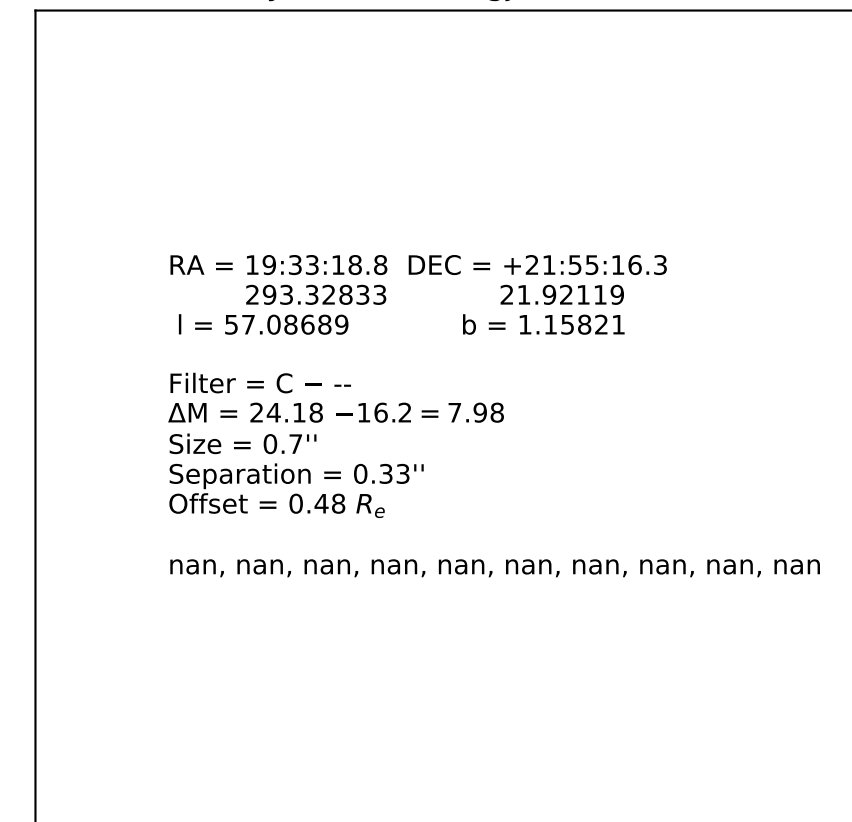 RA = 19:33:18.8 DEC = +21:55:16.3
293.32833 21.92119
l = 57.08689 b = 1.15821
Filter = C − --
ΔM = 24.18 −16.2 = 7.98
Size = 0.7''
Separation = 0.33''
Offset = 0.48 Rₑ
nan, nan, nan, nan, nan, nan, nan, nan, nan, nan